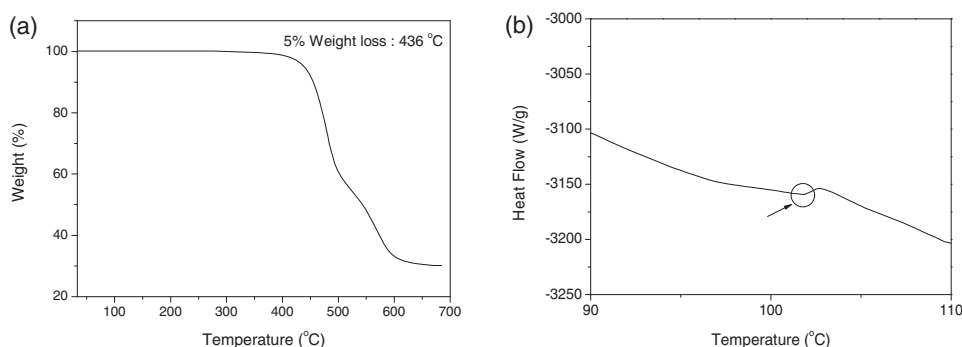 (a)
5% Weight loss : 436 °C
100
80
60
40
20
Weight (%)
100 200 300 400 500 600 700
Temperature (°C)
(b)
-3000
-3050
-3100
-3150
-3200
-3250
Heat Flow (W/g)
90 100 110
Temperature (°C)